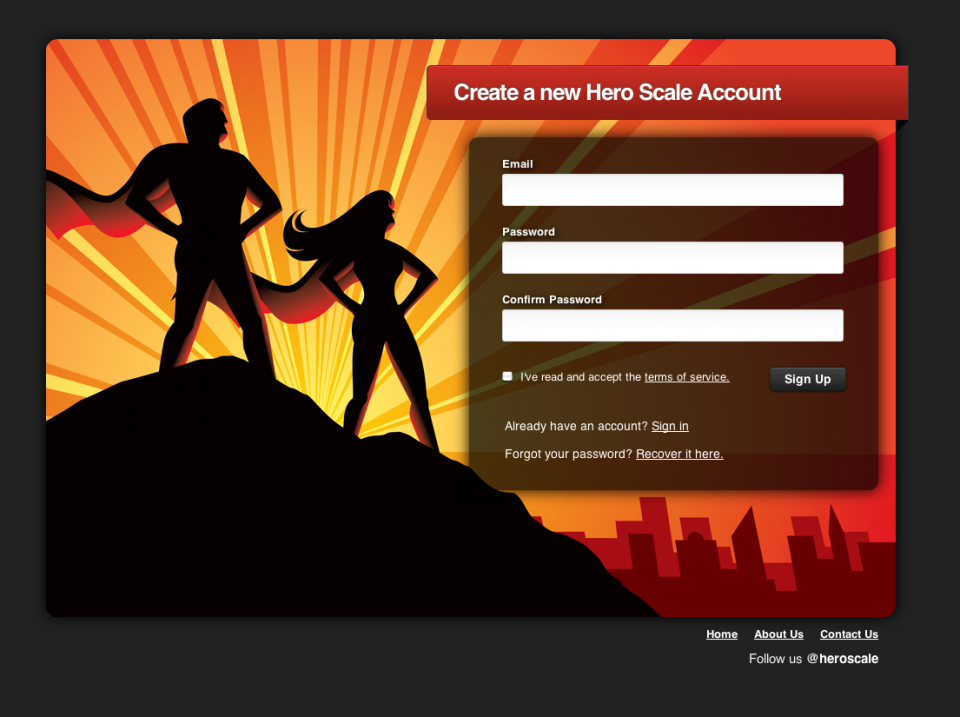 Create a new Hero Scale Account
Email
Password
Confirm Password
I've read and accept the terms of service.
Sign Up
Already have an account? Sign in
Forgot your password? Recover it here.
Home About Us Contact Us
Follow us @heroscale